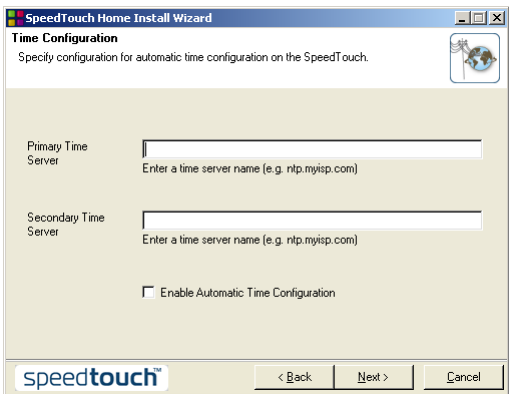 SpeedTouch Home Install Wizard
Time Configuration
Specify configuration for automatic time configuration on the SpeedTouch.
Primary Time
Server
Enter a time server name (e.g. ntp.myisp.com)
Secondary Time
Server
Enter a time server name (e.g. ntp.myisp.com)
Enable Automatic Time Configuration
speedtouch™
< Back
Next >
Cancel